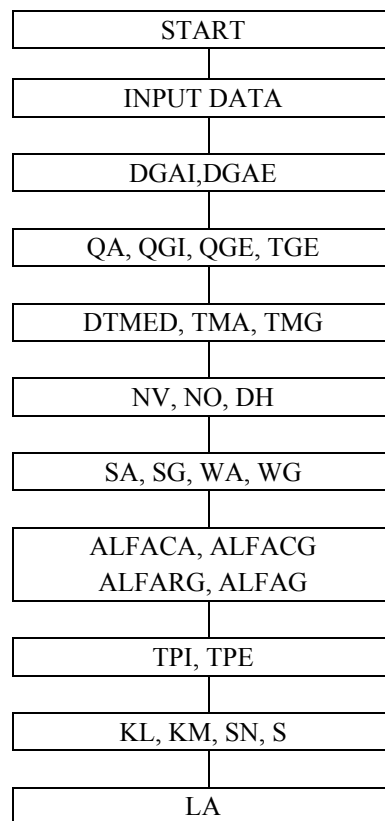 START
INPUT DATA
DGAI,DGAE
QA, QGI, QGE, TGE
DTMED, TMA, TMG
NV, NO, DH
SA, SG, WA, WG
ALFACA, ALFACG
ALFARG, ALFAG
TPI, TPE
KL, KM, SN, S
LA